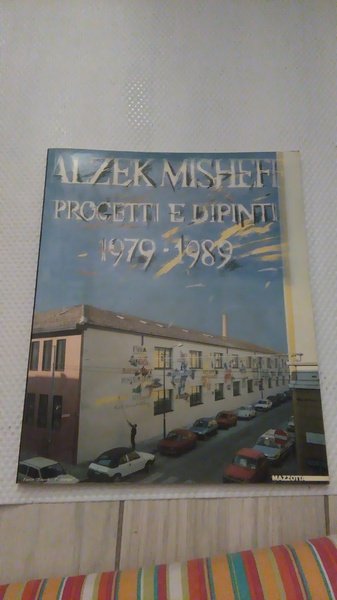 ALZEK MISHEFF
PROGETTI E DIPINTI
1979-1989
MAZZOTTA